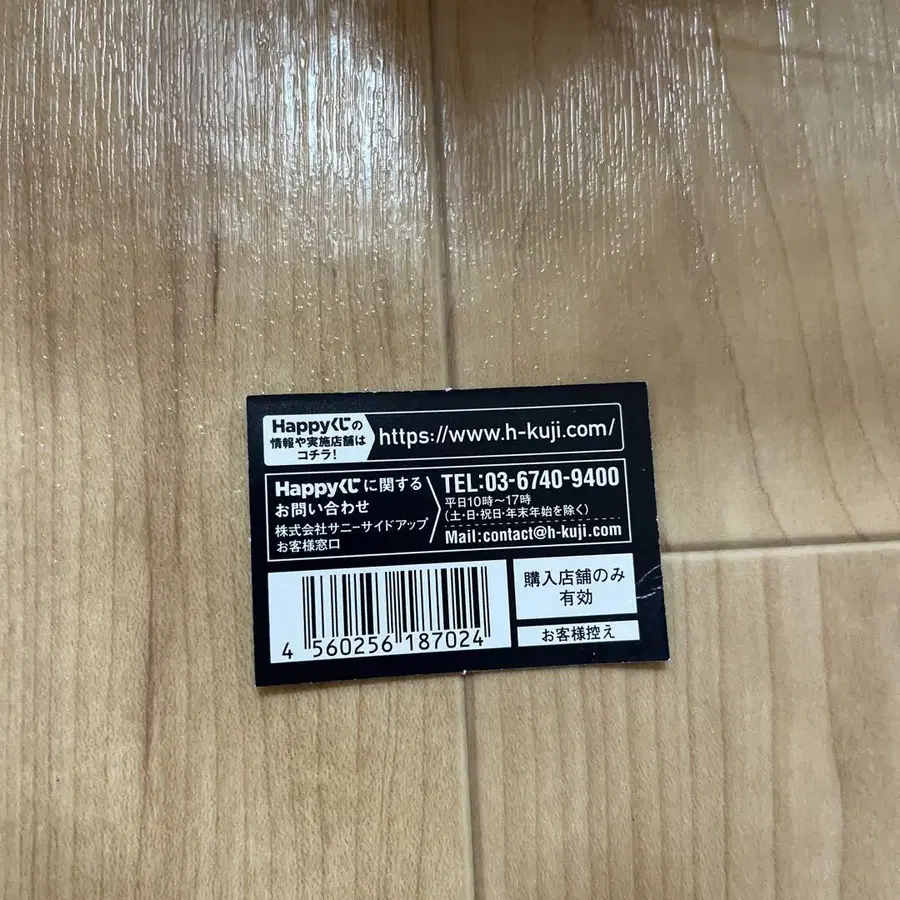 Happyくじの
情報や実施店舗は
コチラ!
https://www.h-kuji.com/
Happyくじに関する
お問い合わせ
株式会社サニーサイドアップ
お客様窓口
TEL:03-6740-9400
平日10時〜17時
(土・日・祝日・年末年始を除く)
Mail:contact@h-kuji.com
4 560256 187024
購入店舗のみ
有効
お客様控え